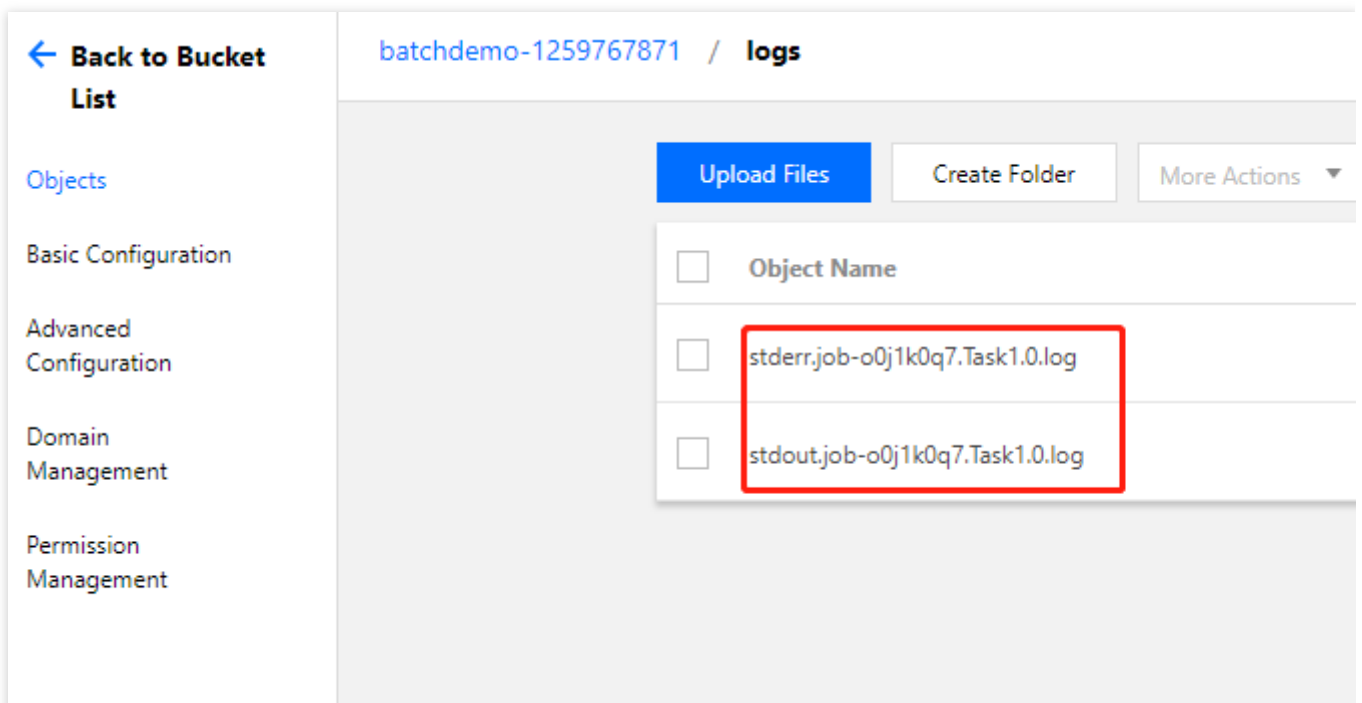 Back to Bucket
List
batchdemo-1259767871 / logs
Objects
Basic Configuration
Advanced
Configuration
Domain
Management
Permission
Management
Upload Files
Create Folder
More Actions
Object Name
stderr.job-o0j1k0q7.Task1.0.log
stdout.job-o0j1k0q7.Task1.0.log